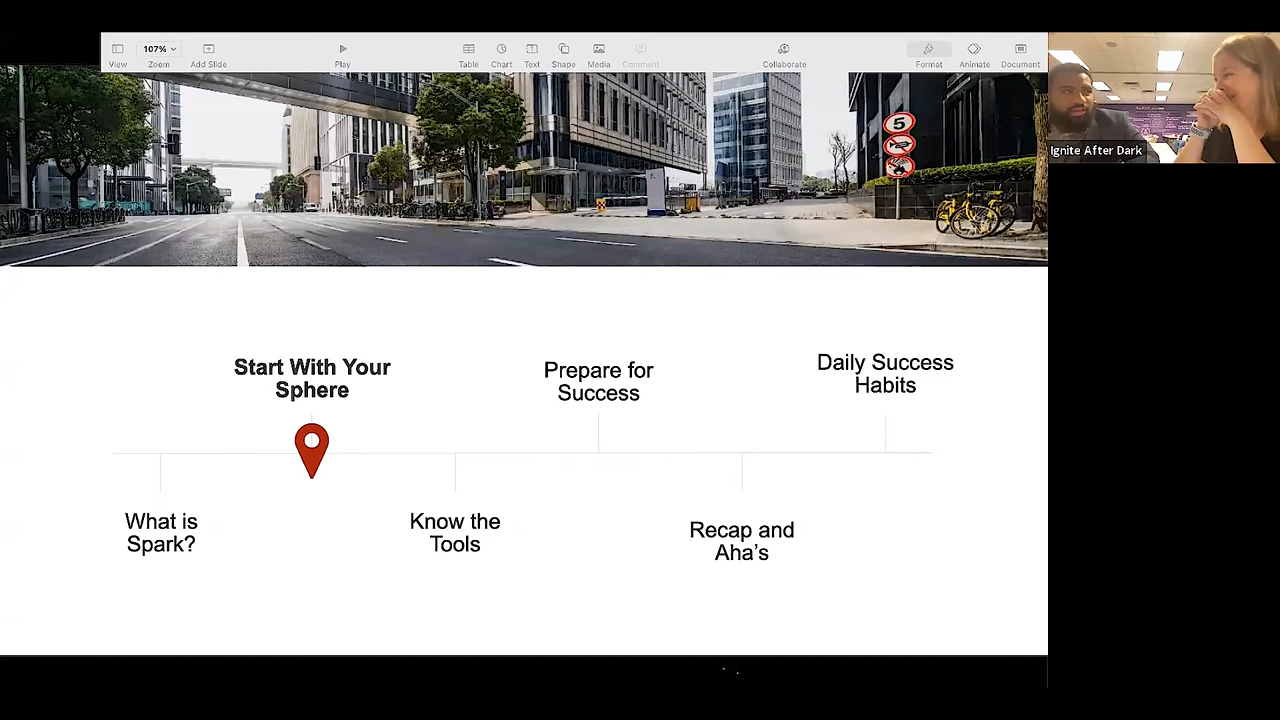 107%
View
Zoom
Add Slide
Play
Table
Chart
Text
Shape
Media
Comment
Collaborate
Format
Animate
Document
5
Ignite After Dark
Start With Your
Sphere
Prepare for
Success
Daily Success
Habits
What is
Spark?
Know the
Tools
Recap and
Aha's